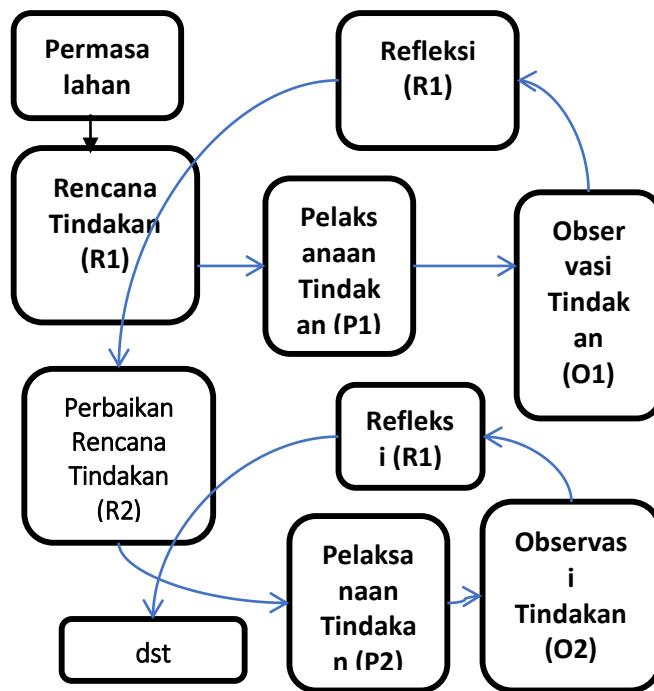 Permasa
lahan
Refleksi
(R1)
Rencana
Tindakan
(R1)
Pelaks
anaan
Tindak
an (P1)
Obser
vasi
Tindak
an
(O1)
Perbaikan
Rencana
Tindakan
(R2)
Refleks
i (R1)
Pelaksa
naan
Tindaka
n (P2)
Observas
i
Tindakan
(O2)
dst